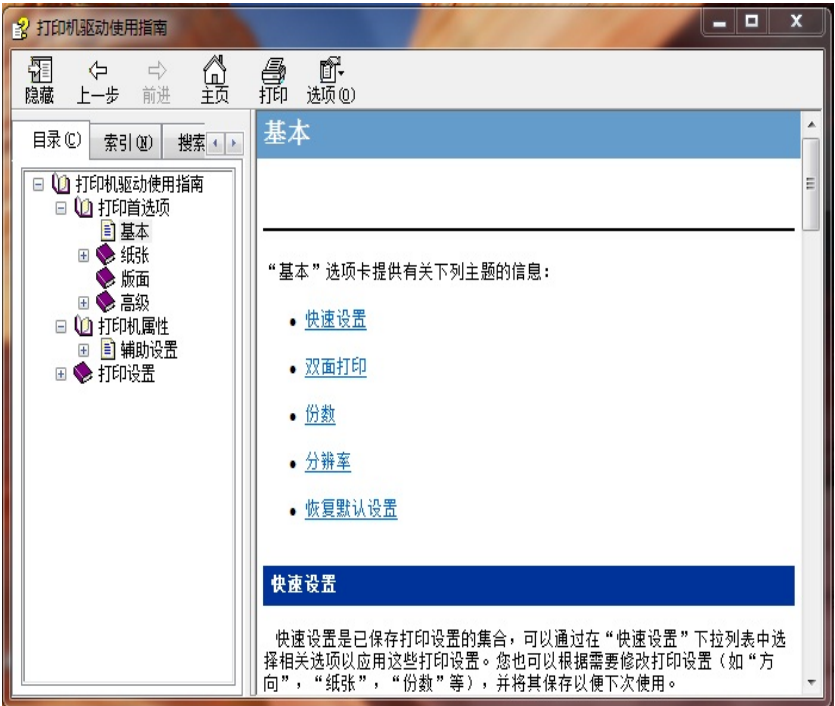 打印机驱动使用指南
隐藏 上一步 前进 主页 打印 选项(O)
目录(C) 索引(N) 搜索
打印机驱动使用指南
打印首选项
基本
纸张
版面
高级
打印机属性
辅助设置
打印设置
基本
“基本”选项卡提供有关下列主题的信息:
• 快速设置
• 双面打印
• 份数
• 分辨率
• 恢复默认设置
快速设置
快速设置是已保存打印设置的集合,可以通过在“快速设置”下拉列表中选
择相关选项以应用这些打印设置。您也可以根据需要修改打印设置(如“方
向”,“纸张”,“份数”等),并将其保存以便下次使用。